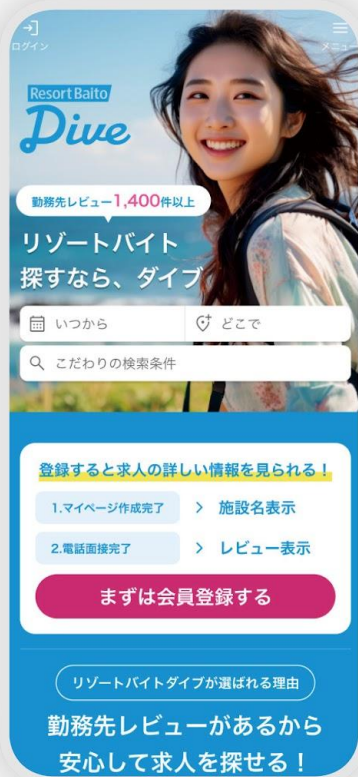 ログイン
メニュー
Resort Baito
Dive
勤務先レビュー1,400件以上
リゾートバイト
探すなら、ダイブ
いつから
どこで
こだわりの検索条件
登録すると求人の詳しい情報を見られる！
1.マイページ作成完了 > 施設名表示
2.電話面接完了 > レビュー表示
まずは会員登録する
リゾートバイトダイブが選ばれる理由
勤務先レビューがあるから
安心して求人を探せる！